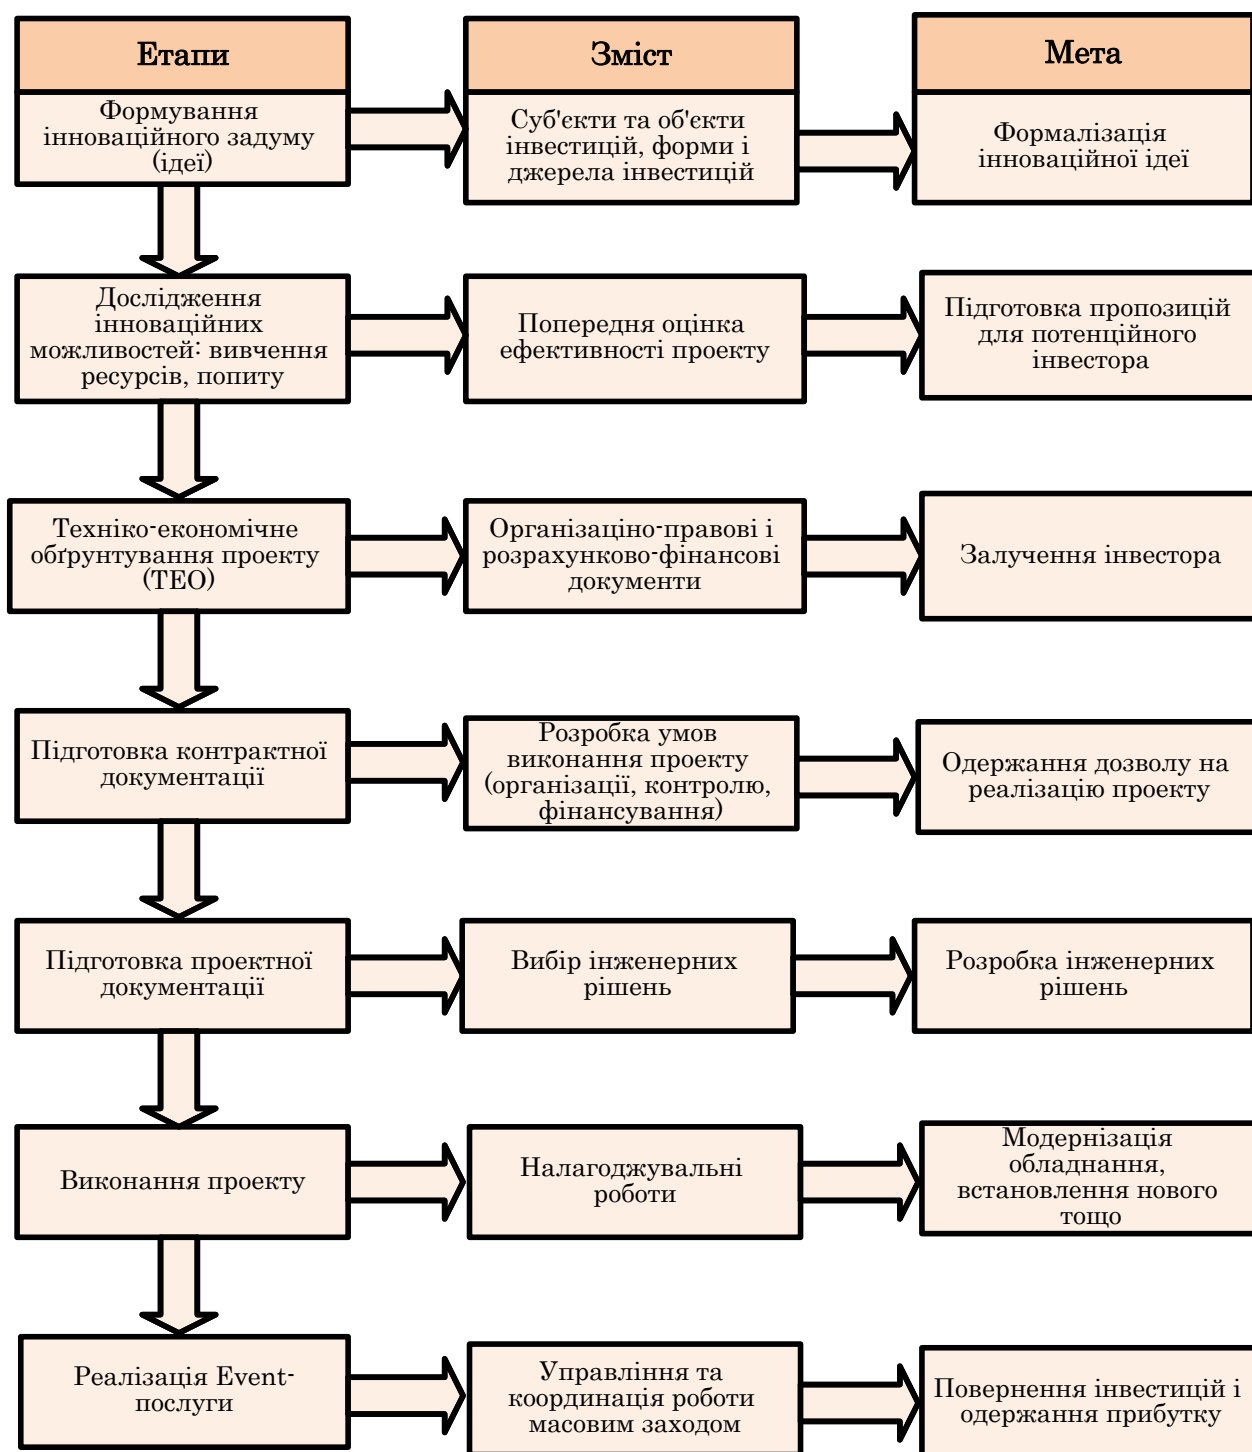 Етапи
Зміст
Мета
Формування
інноваційного задуму
(ідеї)
Суб'єкти та об'єкти
інвестицій, форми і
джерела інвестицій
Формалізація
інноваційної ідеї
Дослідження
інноваційних
можливостей: вивчення
ресурсів, попиту
Попередня оцінка
ефективності проекту
Підготовка пропозицій
для потенційного
інвестора
Техніко-економічне
обґрунтування проекту
(ТЕО)
Організаціно-правові і
розрахунково-фінансові
документи
Залучення інвестора
Підготовка контрактної
документації
Розробка умов
виконання проекту
(організації, контролю,
фінансування)
Одержання дозволу на
реалізацію проекту
Підготовка проектної
документації
Вибір інженерних
рішень
Розробка інженерних
рішень
Виконання проекту
Налагоджувальні
роботи
Модернізація
обладнання,
встановлення нового
тощо
Реалізація Event-
послуги
Управління та
координація роботи
масовим заходом
Повернення інвестицій і
одержання прибутку